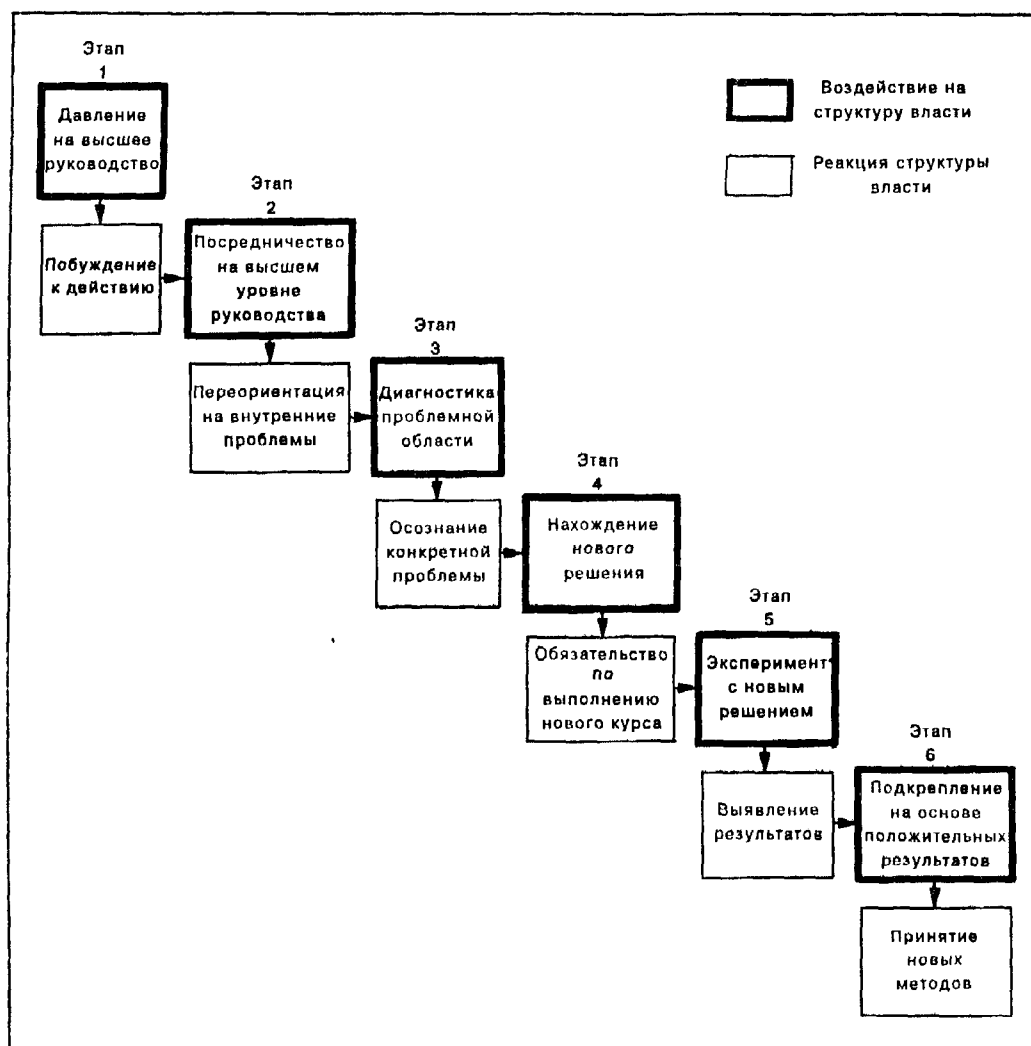 Этап
1
Давление
на высшее
руководство
Воздействие на
структуру власти
Реакция структуры
власти
Побуждение
к действию
Этап
2
Посредничество
на высшем
уровне
руководства
Переориентация
на внутренние
проблемы
Этап
3
Диагностика
проблемной
области
Осознание
конкретной
проблемы
Этап
4
Нахождение
нового
решения
Обязательство
по
выполнению
нового курса
Этап
5
Эксперимент
с новым
решением
Выявление
результатов
Этап
6
Подкрепление
на основе
положительных
результатов
Принятие
новых
методов